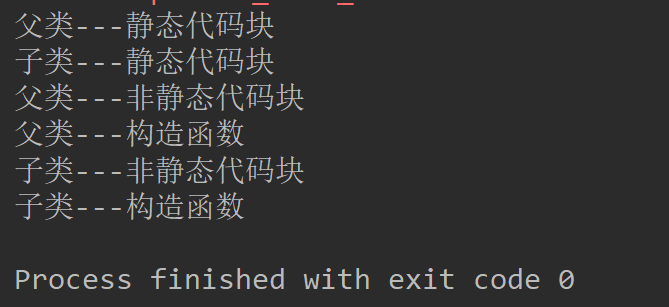 父类---静态代码块
子类---静态代码块
父类---非静态代码块
父类---构造函数
子类---非静态代码块
子类---构造函数
Process finished with exit code 0